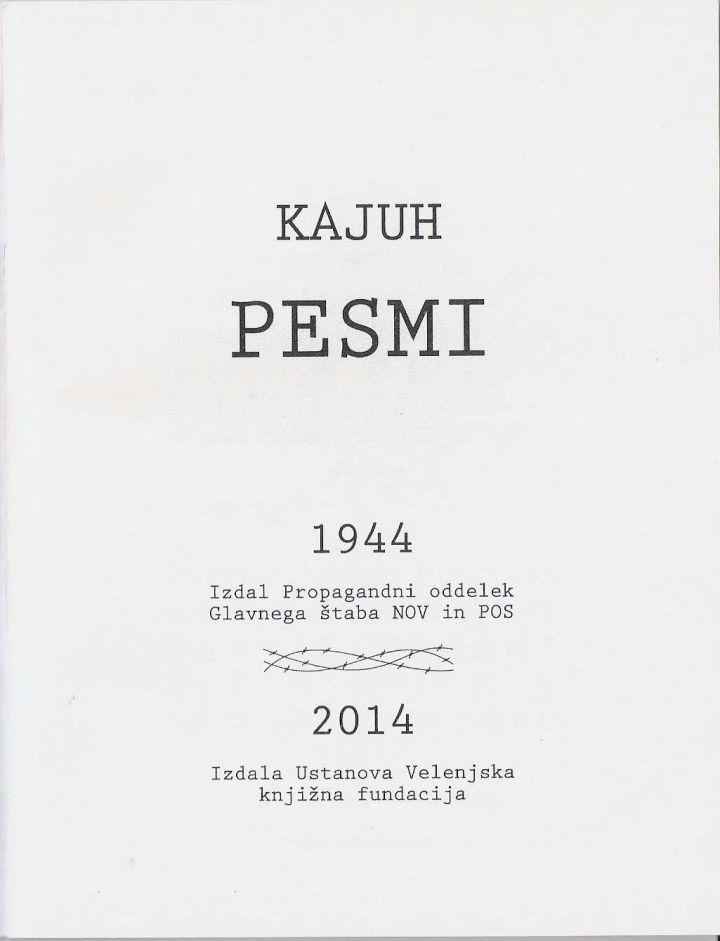 KAJUH
PESMI
1944
Izdal Propagandni oddelek
Glavnega štaba NOV in POS
2014
Izdala Ustanova Velenjska
knjižna fundacija